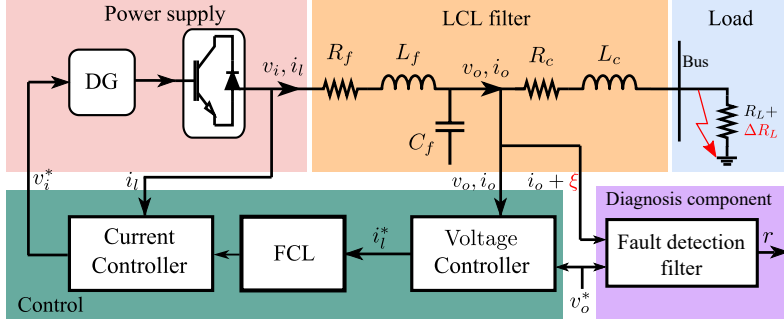 Power supply
LCL filter
Load
DG
v_i, i_l
R_f
L_f
v_o, i_o
R_c
L_c
Bus
C_f
R_L+
ΔR_L
v_i^*
i_l
v_o, i_o
i_o + ξ
Diagnosis component
Current
Controller
FCL
i_l^*
Voltage
Controller
Fault detection
filter
r
Control
v_o^*